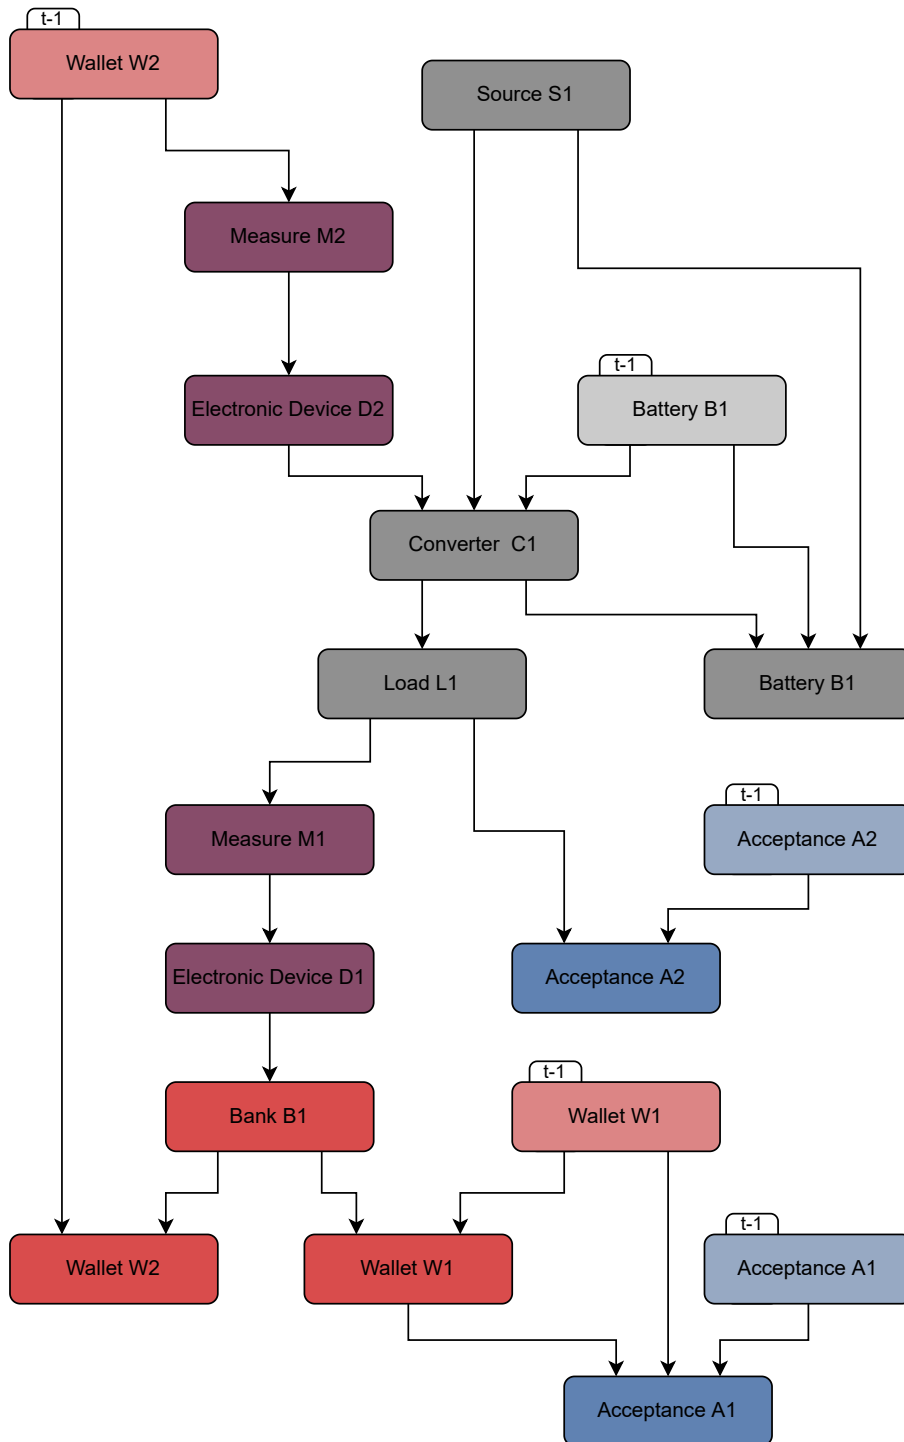 t-1
Wallet W2
Source S1
Measure M2
t-1
Electronic Device D2
Battery B1
Converter C1
Load L1
Battery B1
t-1
Measure M1
Acceptance A2
Electronic Device D1
Acceptance A2
t-1
Bank B1
Wallet W1
t-1
Wallet W2
Wallet W1
Acceptance A1
Acceptance A1